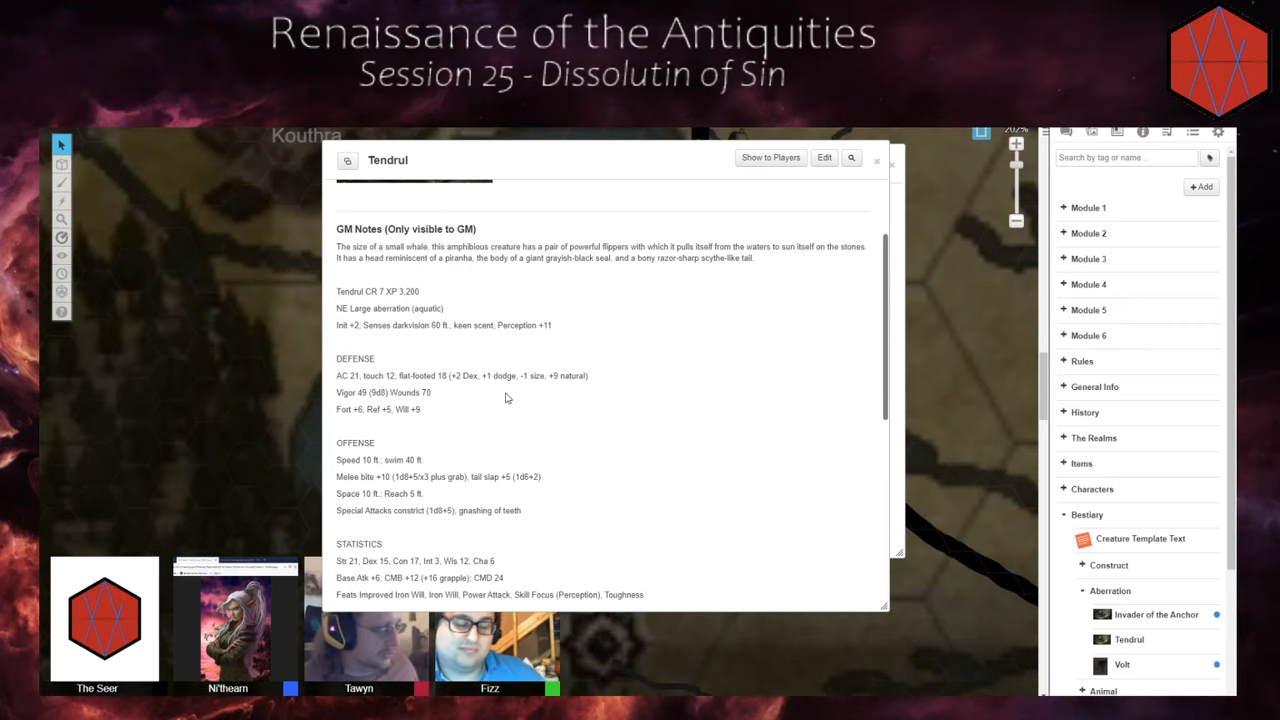 Renaissance of the Antiquities
Session 25 - Dissolutin of Sin
Kouthra
202%
Tendrul
Show to Players
Edit
Search by tag or name...
+ Add
GM Notes (Only visible to GM)
The size of a small whale, this amphibious creature has a pair of powerful flippers with which it pulls itself from the waters to sun itself on the stones.
It has a head reminiscent of a piranha, the body of a giant grayish-black seal, and a bony razor-sharp scythe-like tail.
Tendrul CR 7 XP 3,200
NE Large aberration (aquatic)
Init +2; Senses darkvision 60 ft., keen scent; Perception +11
DEFENSE
AC 21, touch 12, flat-footed 18 (+2 Dex, +1 dodge, -1 size, +9 natural)
Vigor 49 (9d8) Wounds 70
Fort +6, Ref +5, Will +9
OFFENSE
Speed 10 ft.; swim 40 ft.
Melee bite +10 (1d8+5/x3 plus grab), tail slap +5 (1d6+2)
Space 10 ft.; Reach 5 ft.
Special Attacks constrict (1d8+5), gnashing of teeth
STATISTICS
Str 21, Dex 15, Con 17, Int 3, Wis 12, Cha 6
Base Atk +6; CMB +12 (+16 grapple); CMD 24
Feats Improved Iron Will, Iron Will, Power Attack, Skill Focus (Perception), Toughness
Module 1
Module 2
Module 3
Module 4
Module 5
Module 6
Rules
General Info
History
The Realms
Items
Characters
Bestiary
Creature Template Text
Construct
Aberration
Invader of the Anchor
Tendrul
Volt
Animal
The Seer
Ni'thearn
Tawyn
Fizz